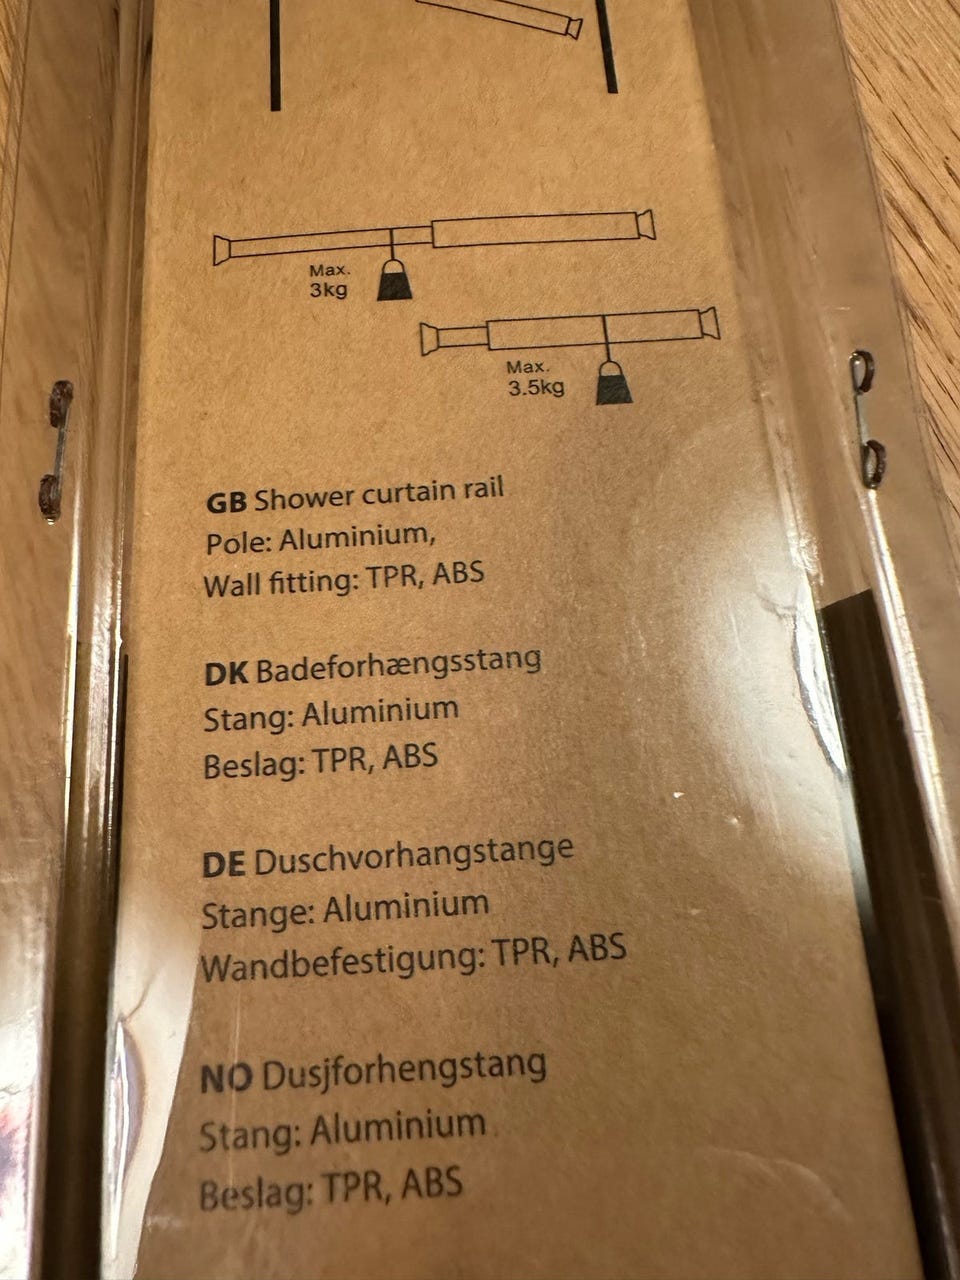 Max.
3kg
Max.
3.5kg
GB Shower curtain rail
Pole: Aluminium,
Wall fitting: TPR, ABS
DK Badeforhængsstang
Stang: Aluminium
Beslag: TPR, ABS
DE Duschvorhangstange
Stange: Aluminium
Wandbefestigung: TPR, ABS
NO Dusjforhengstang
Stang: Aluminium
Beslag: TPR, ABS